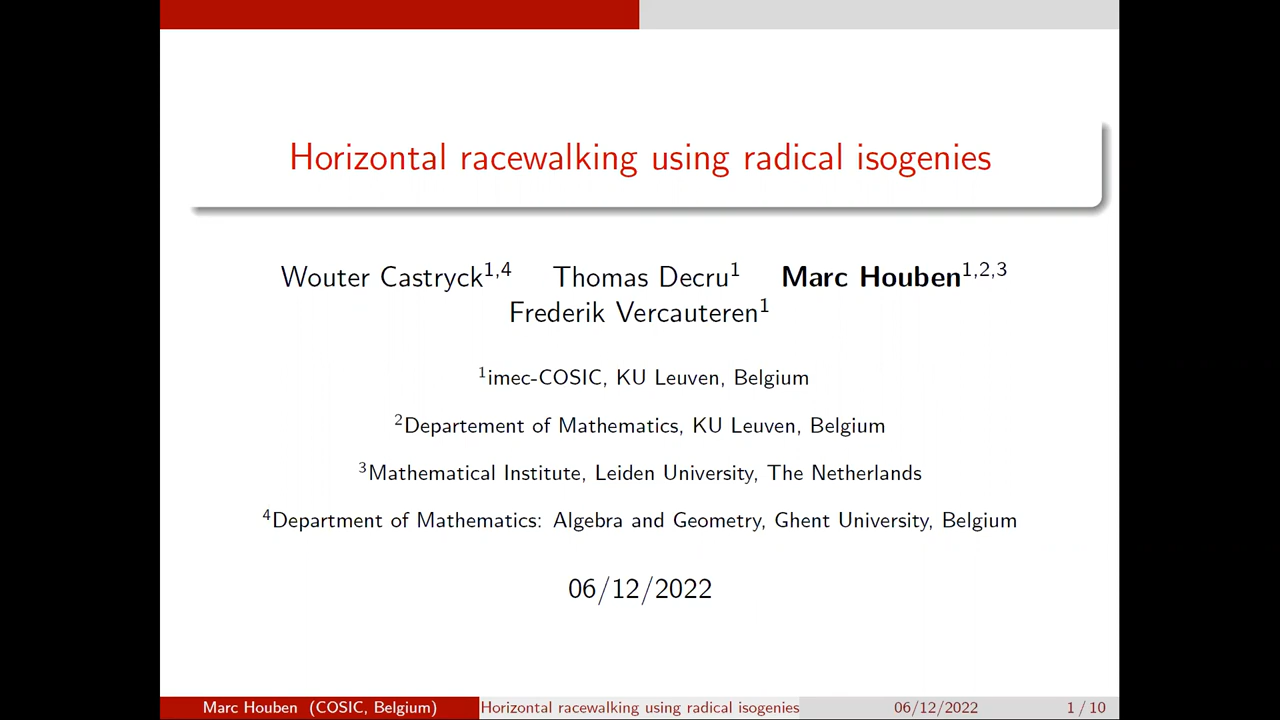 Horizontal racewalking using radical isogenies
Wouter Castryck1,4 Thomas Decru1 Marc Houben1,2,3
Frederik Vercauteren1
1imec-COSIC, KU Leuven, Belgium
2Departement of Mathematics, KU Leuven, Belgium
3Mathematical Institute, Leiden University, The Netherlands
4Department of Mathematics: Algebra and Geometry, Ghent University, Belgium
06/12/2022
Marc Houben (COSIC, Belgium) Horizontal racewalking using radical isogenies 06/12/2022 1 / 10